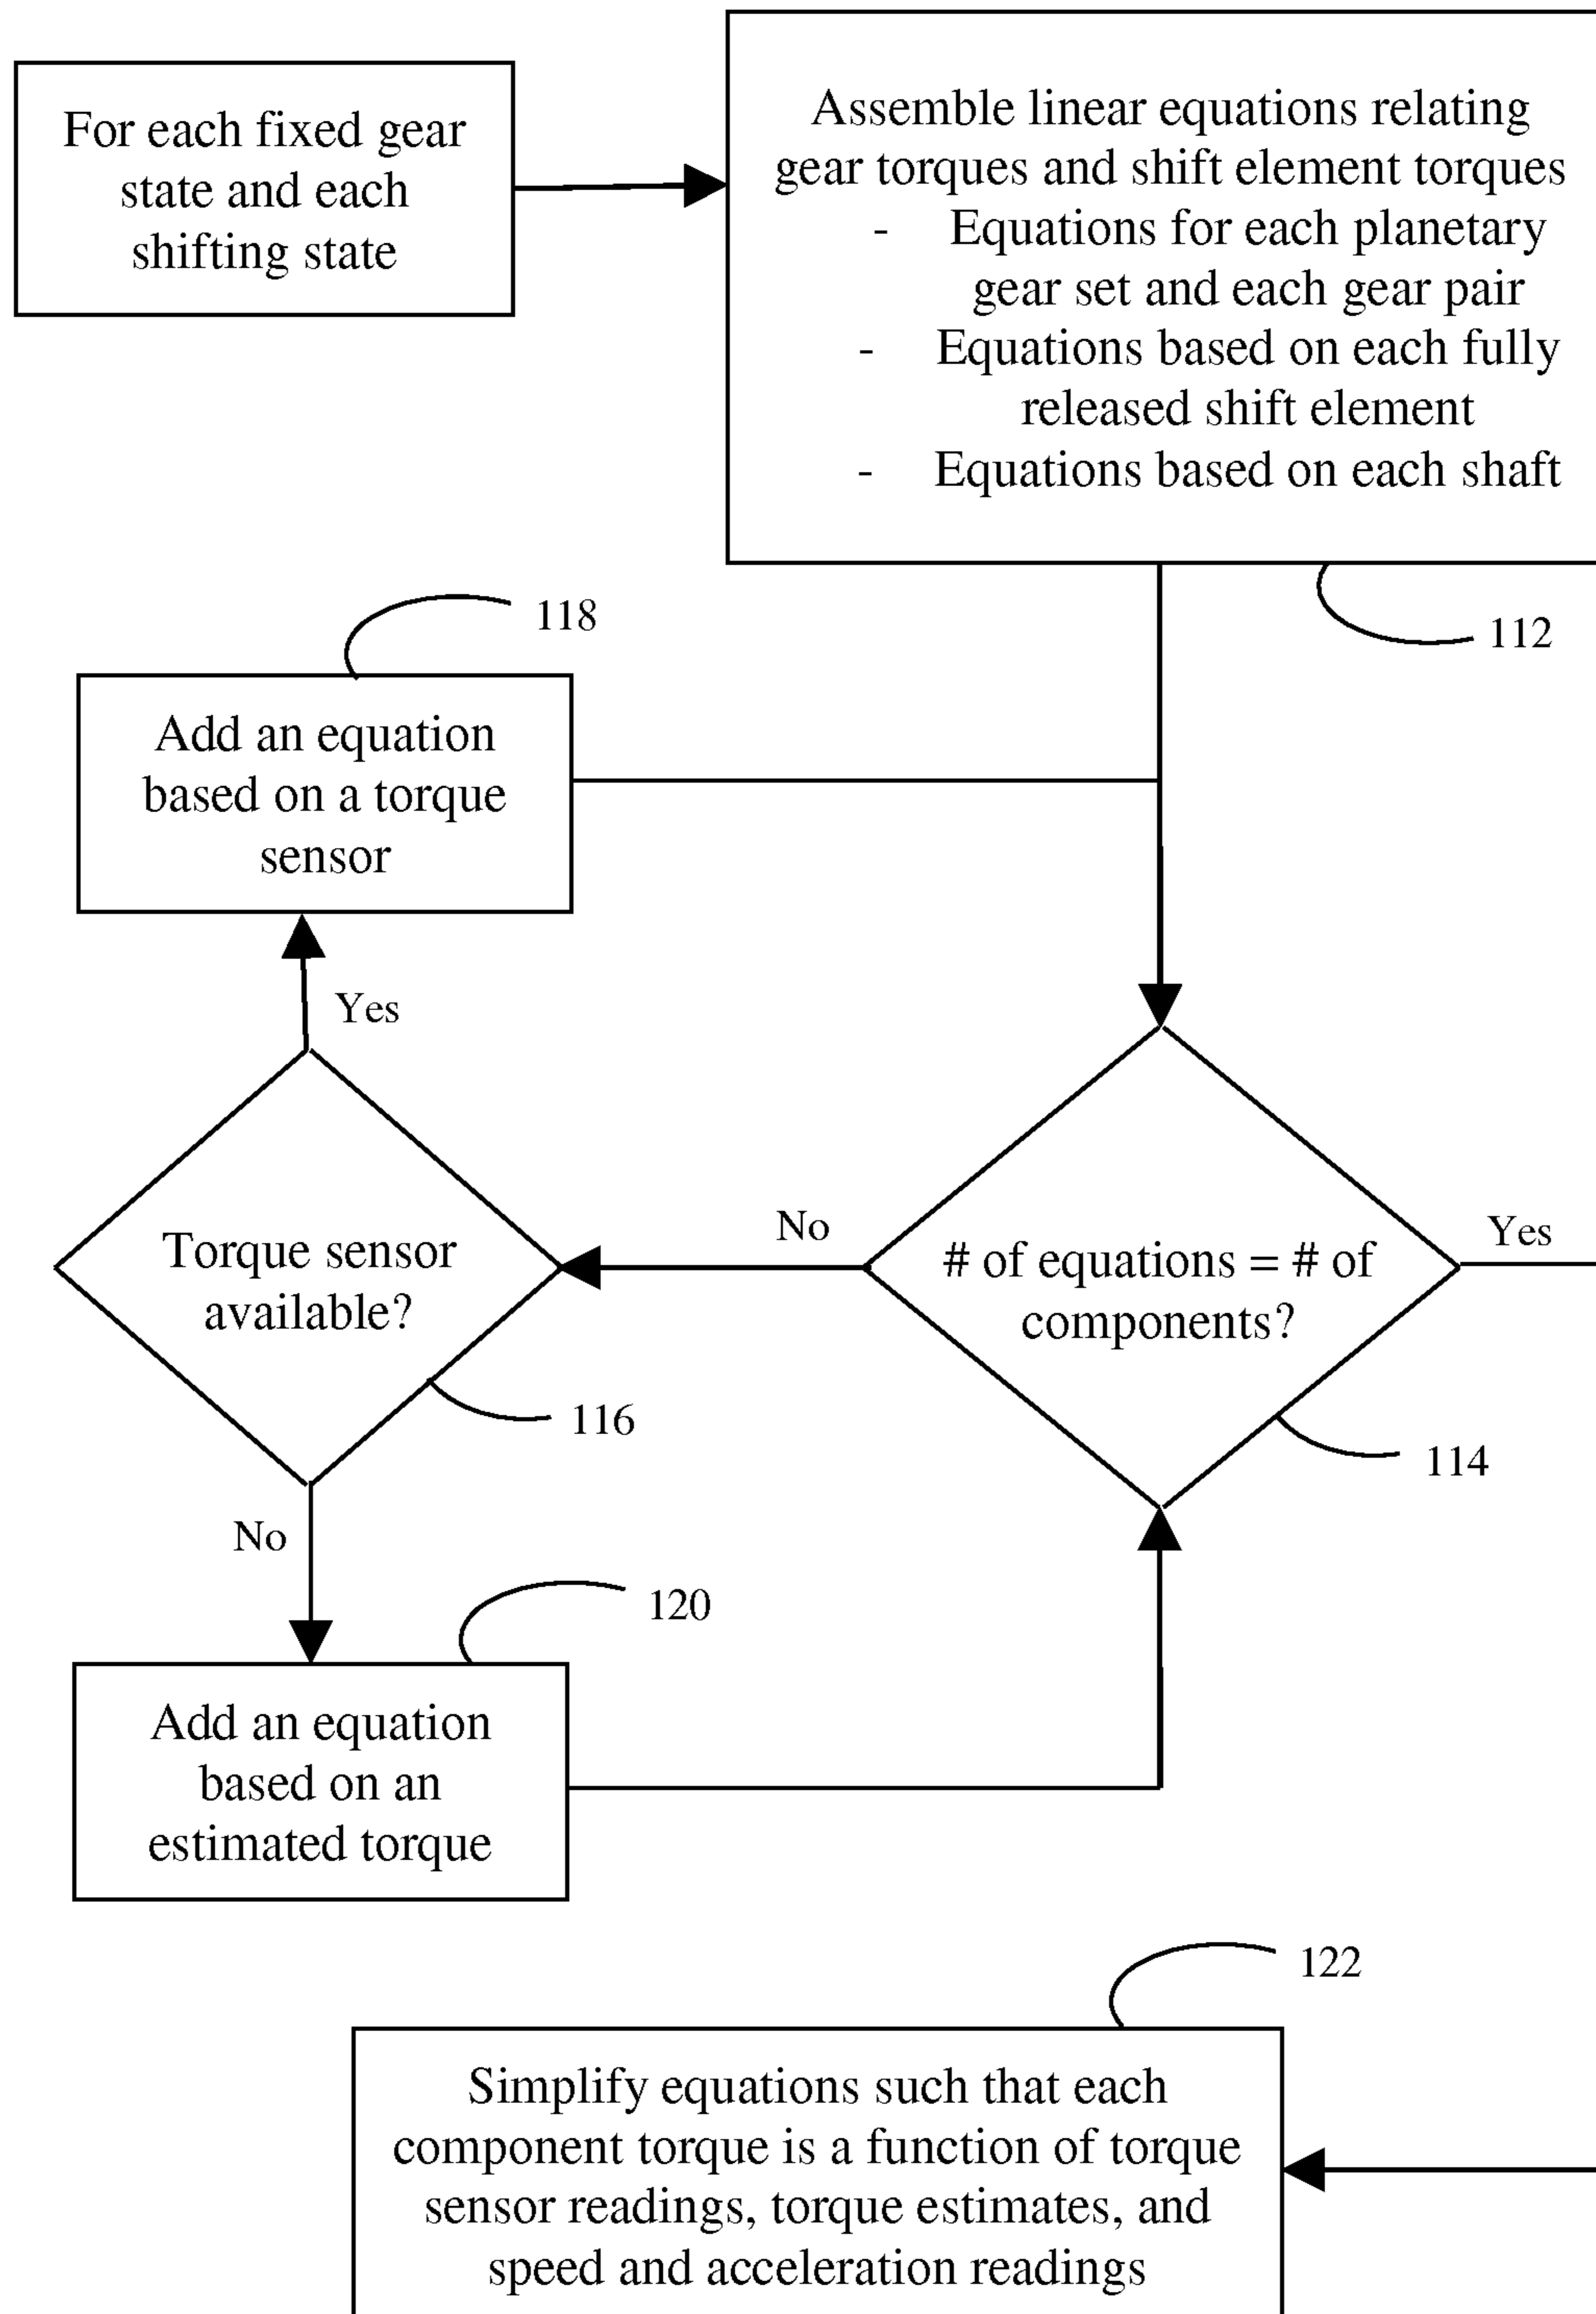 For each fixed gear
state and each
shifting state
Assemble linear equations relating
gear torques and shift element torques
- Equations for each planetary
gear set and each gear pair
- Equations based on each fully
released shift element
- Equations based on each shaft
112
118
Add an equation
based on a torque
sensor
Yes
Torque sensor
available?
116
No
# of equations = # of
components?
Yes
114
No
120
Add an equation
based on an
estimated torque
122
Simplify equations such that each
component torque is a function of torque
sensor readings, torque estimates, and
speed and acceleration readings